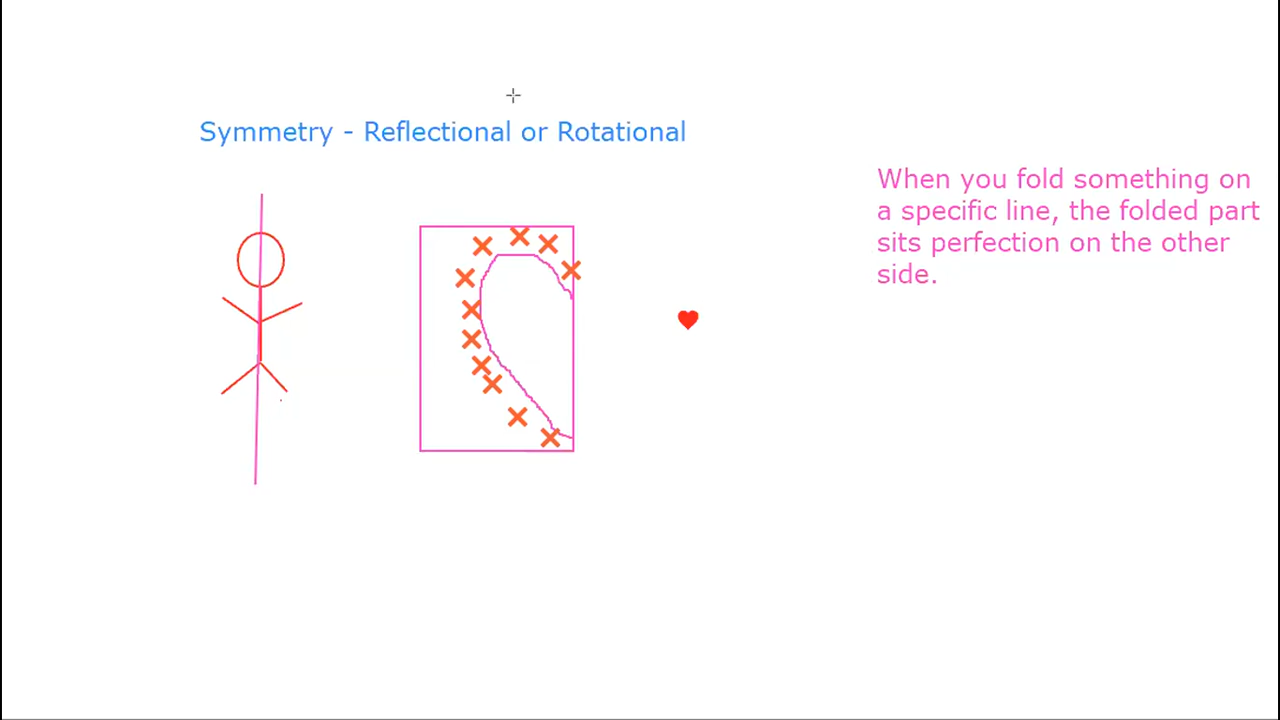 Symmetry - Reflectional or Rotational
When you fold something on
a specific line, the folded part
sits perfection on the other
side.